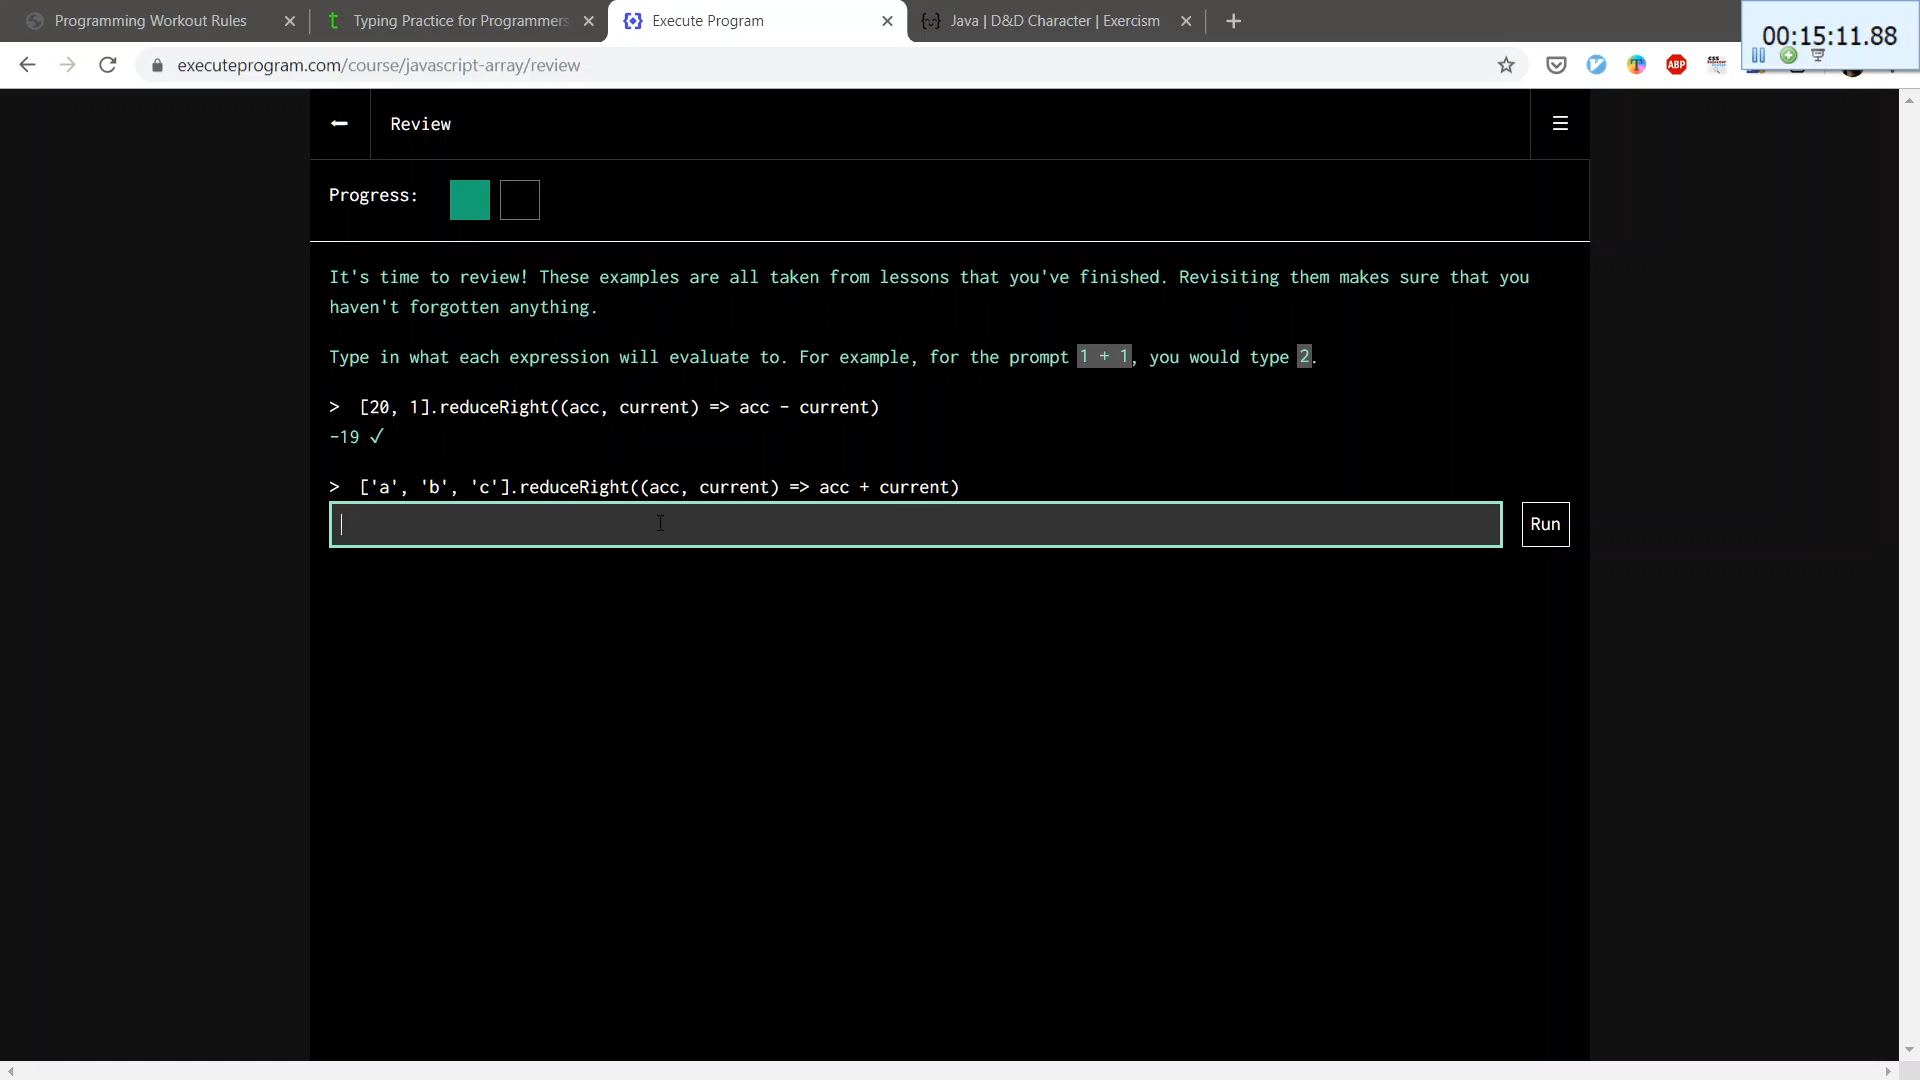 Programming Workout Rules
Typing Practice for Programmers
Execute Program
Java | D&D Character | Exercism
00:15:11.88
executeprogram.com/course/javascript-array/review
ABP
Review
Progress:
It's time to review! These examples are all taken from lessons that you've finished. Revisiting them makes sure that you
haven't forgotten anything.
Type in what each expression will evaluate to. For example, for the prompt 1 + 1, you would type 2.
> [20, 1].reduceRight((acc, current) => acc - current)
-19 ✓
> ['a', 'b', 'c'].reduceRight((acc, current) => acc + current)
Run